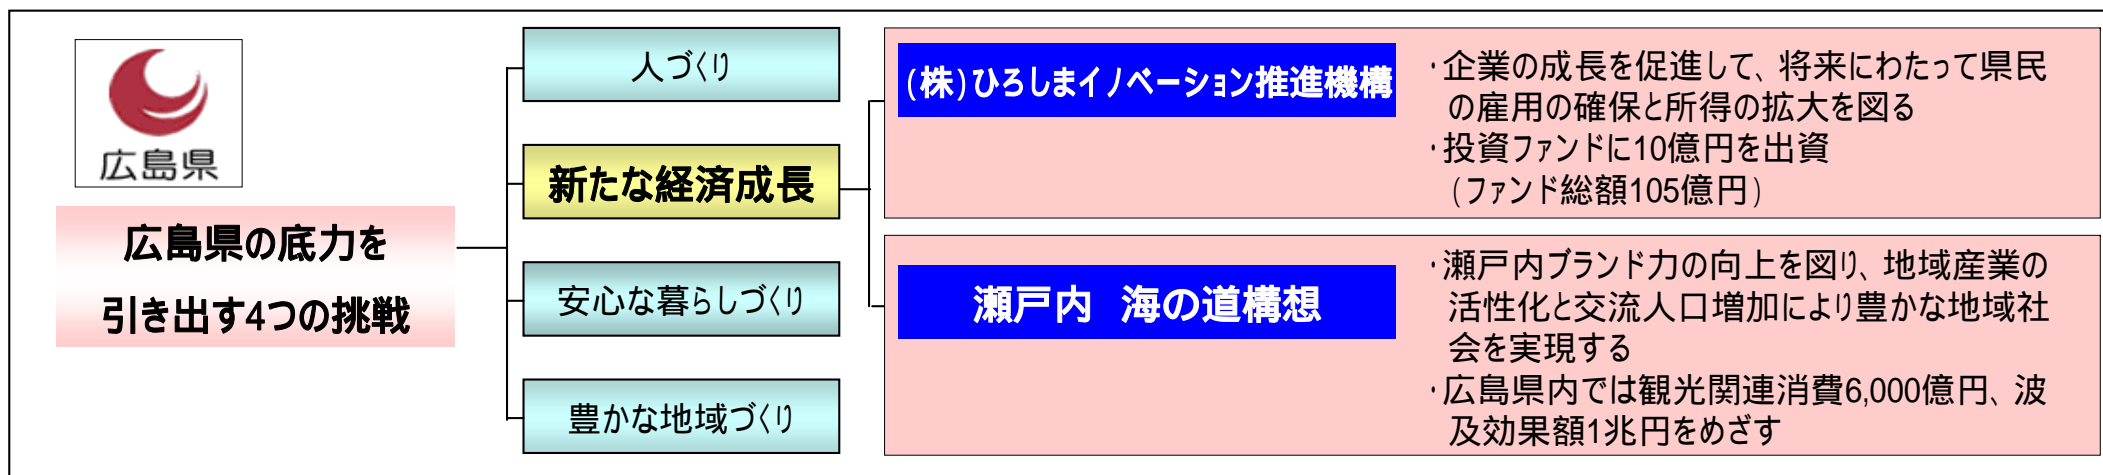 広島県
広島県の底力を
引き出す4つの挑戦
人づくり
新たな経済成長
安心な暮らしづくり
豊かな地域づくり
(株)ひろしまイノベーション推進機構
・企業の成長を促進して、将来にわたって県民
の雇用の確保と所得の拡大を図る
・投資ファンドに10億円を出資
(ファンド総額105億円)
瀬戸内 海の道構想
・瀬戸内ブランド力の向上を図り、地域産業の
活性化と交流人口増加により豊かな地域社
会を実現する
・広島県内では観光関連消費6,000億円、波
及効果額1兆円をめざす